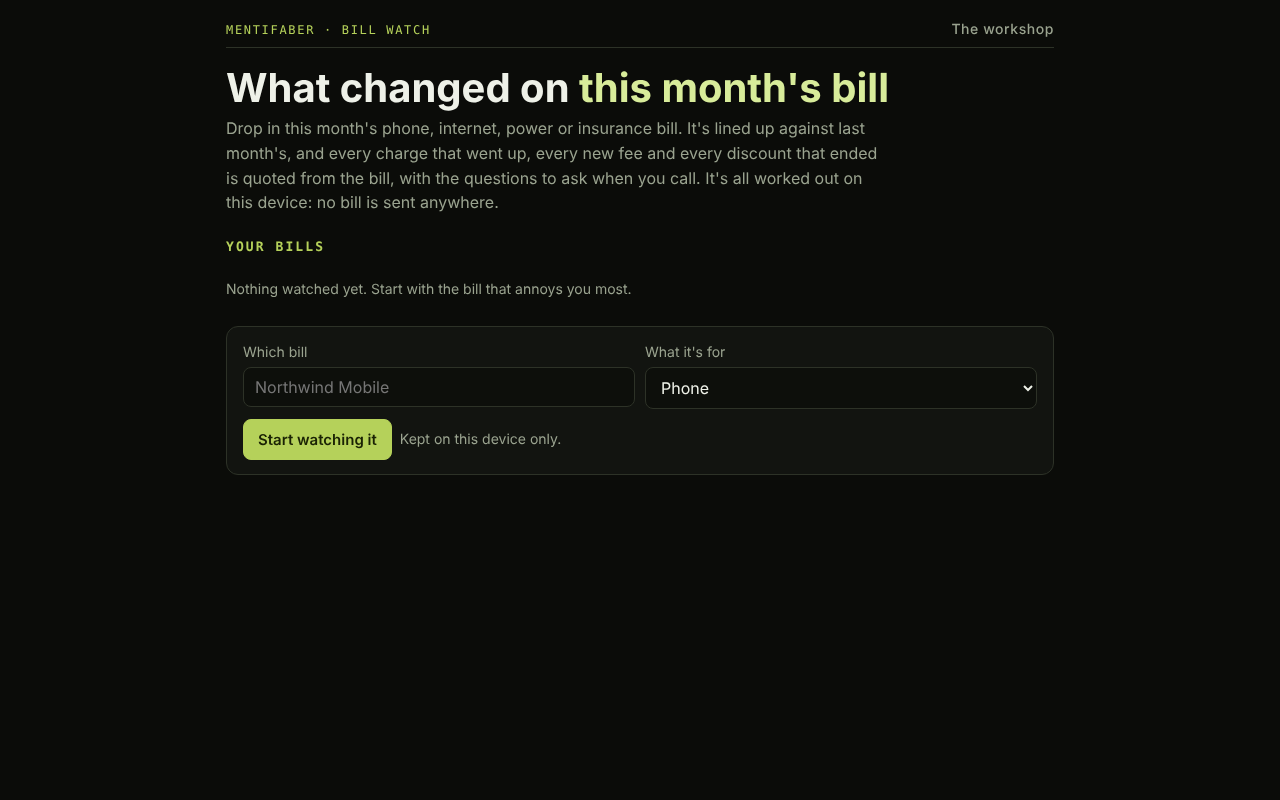 MENTIFABER · BILL WATCH
The workshop
What changed on this month's bill
Drop in this month's phone, internet, power or insurance bill. It's lined up against last
month's, and every charge that went up, every new fee and every discount that ended
is quoted from the bill, with the questions to ask when you call. It's all worked out on
this device: no bill is sent anywhere.
YOUR BILLS
Nothing watched yet. Start with the bill that annoys you most.
Which bill
What it's for
Northwind Mobile
Phone
Start watching it
Kept on this device only.